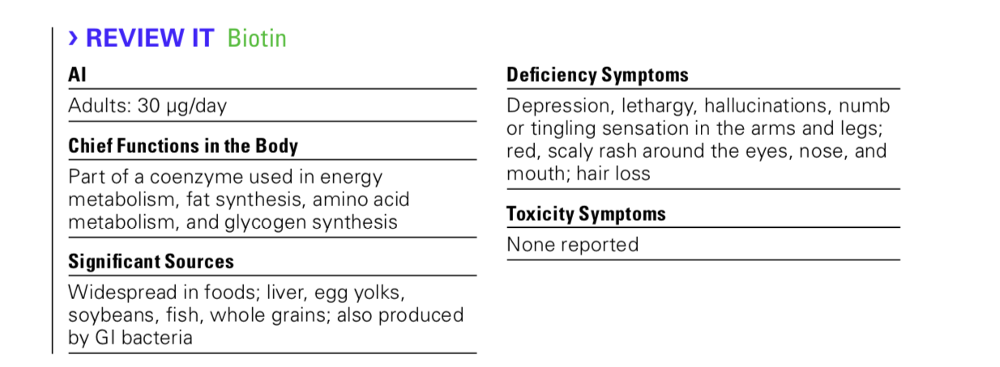 › REVIEW IT Biotin
AI
Adults: 30 µg/day
Chief Functions in the Body
Part of a coenzyme used in energy
metabolism, fat synthesis, amino acid
metabolism, and glycogen synthesis
Significant Sources
Widespread in foods; liver, egg yolks,
soybeans, fish, whole grains; also produced
by GI bacteria
Deficiency Symptoms
Depression, lethargy, hallucinations, numb
or tingling sensation in the arms and legs;
red, scaly rash around the eyes, nose, and
mouth; hair loss
Toxicity Symptoms
None reported